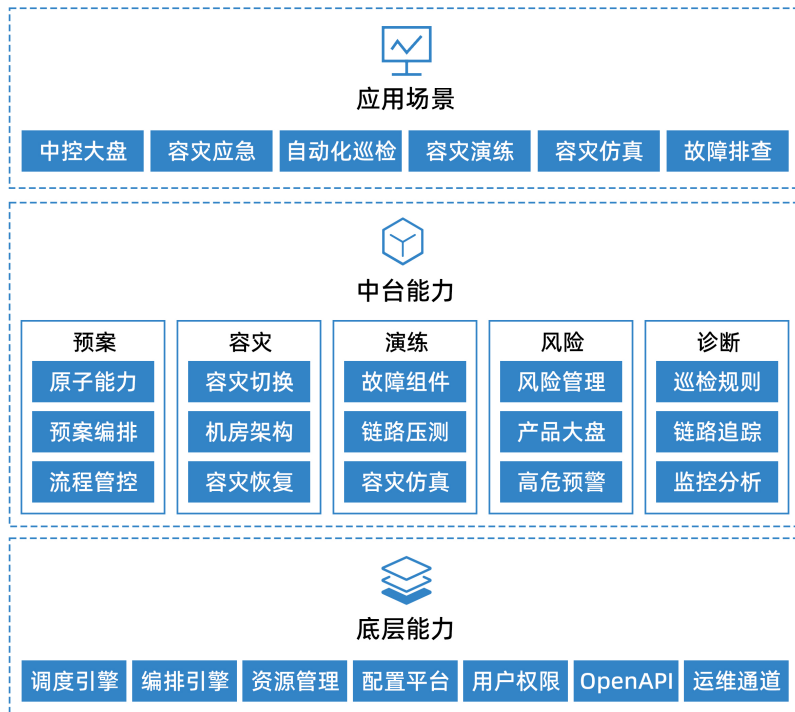 应用场景
中控大盘 容灾应急 自动化巡检 容灾演练 容灾仿真 故障排查
中台能力
预案 容灾 演练 风险 诊断
原子能力 容灾切换 故障组件 风险管理 巡检规则
预案编排 机房架构 链路压测 产品大盘 链路追踪
流程管控 容灾恢复 容灾仿真 高危预警 监控分析
底层能力
调度引擎 编排引擎 资源管理 配置平台 用户权限 OpenAPI 运维通道